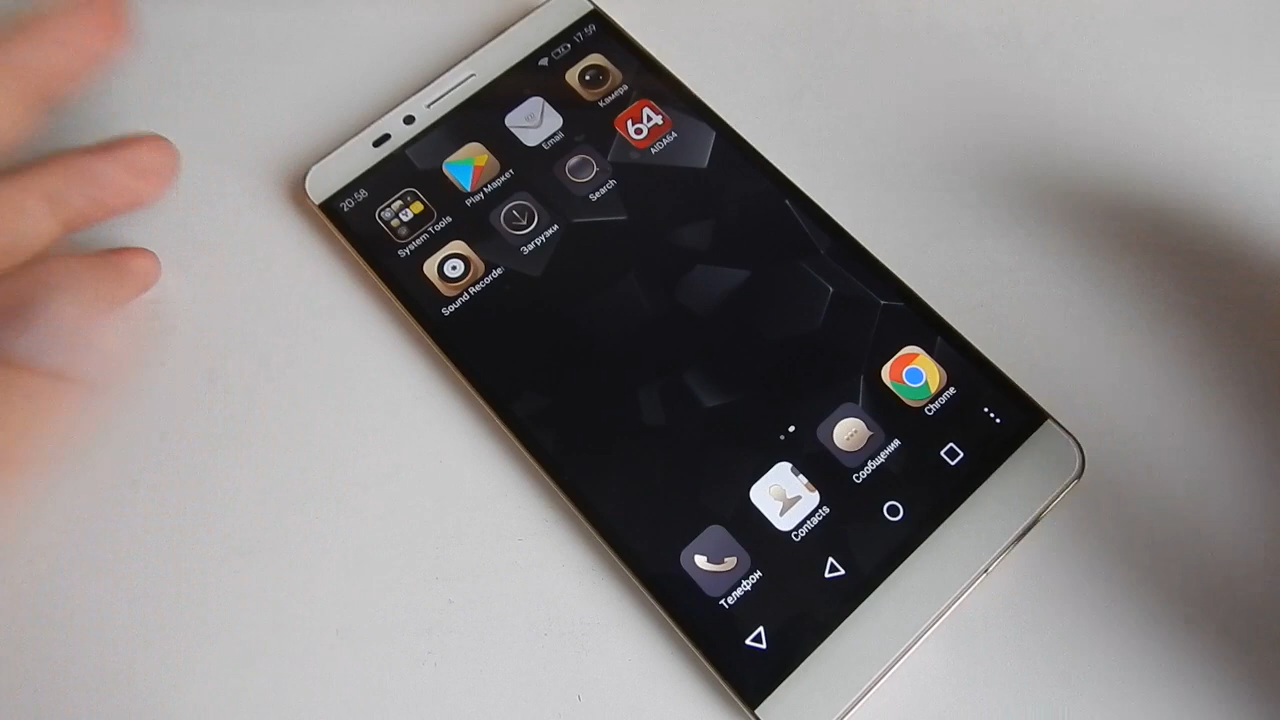 20:58
17:59
System Tools
Play Маркет
Email
Камера
Sound Recorder
Загрузки
Search
64
AIDA64
Телефон
Contacts
Сообщения
Chrome